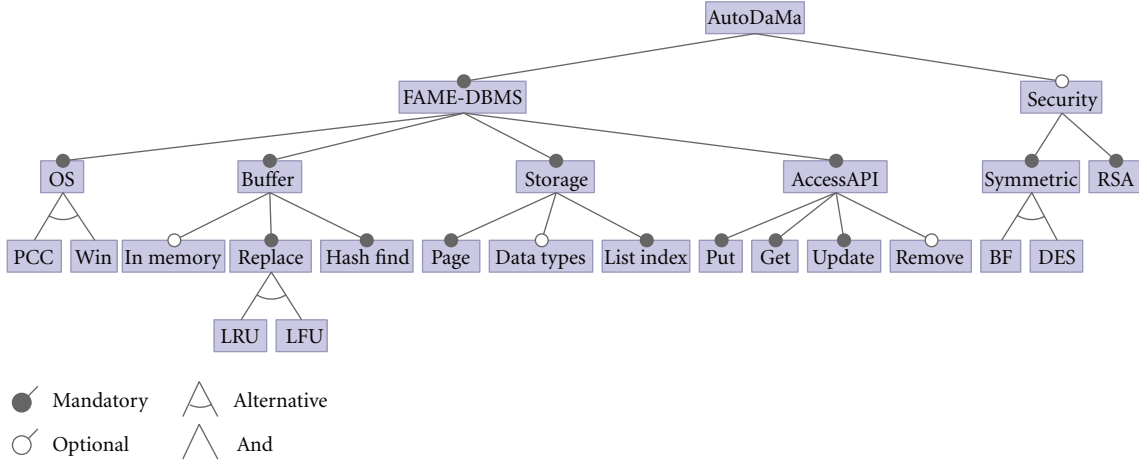 AutoDaMa
FAME-DBMS
Security
OS
Buffer
Storage
AccessAPI
Symmetric
RSA
PCC
Win
In memory
Replace
Hash find
Page
Data types
List index
Put
Get
Update
Remove
BF
DES
LRU
LFU
Mandatory
Alternative
Optional
And